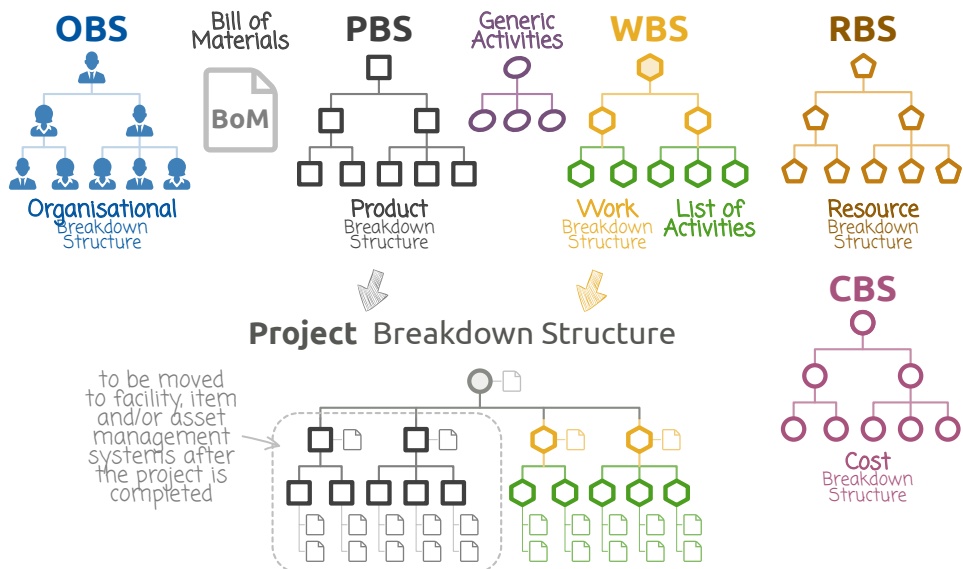 OBS
Bill of
Materials
PBS
Generic
Activities
WBS
RBS
BoM
Organisational
Breakdown
Structure
Product
Breakdown
Structure
Work
Breakdown
Structure
List of
Activities
Resource
Breakdown
Structure
CBS
Project Breakdown Structure
to be moved
to facility, item
and/or asset
management
systems after
the project is
completed
Cost
Breakdown
Structure